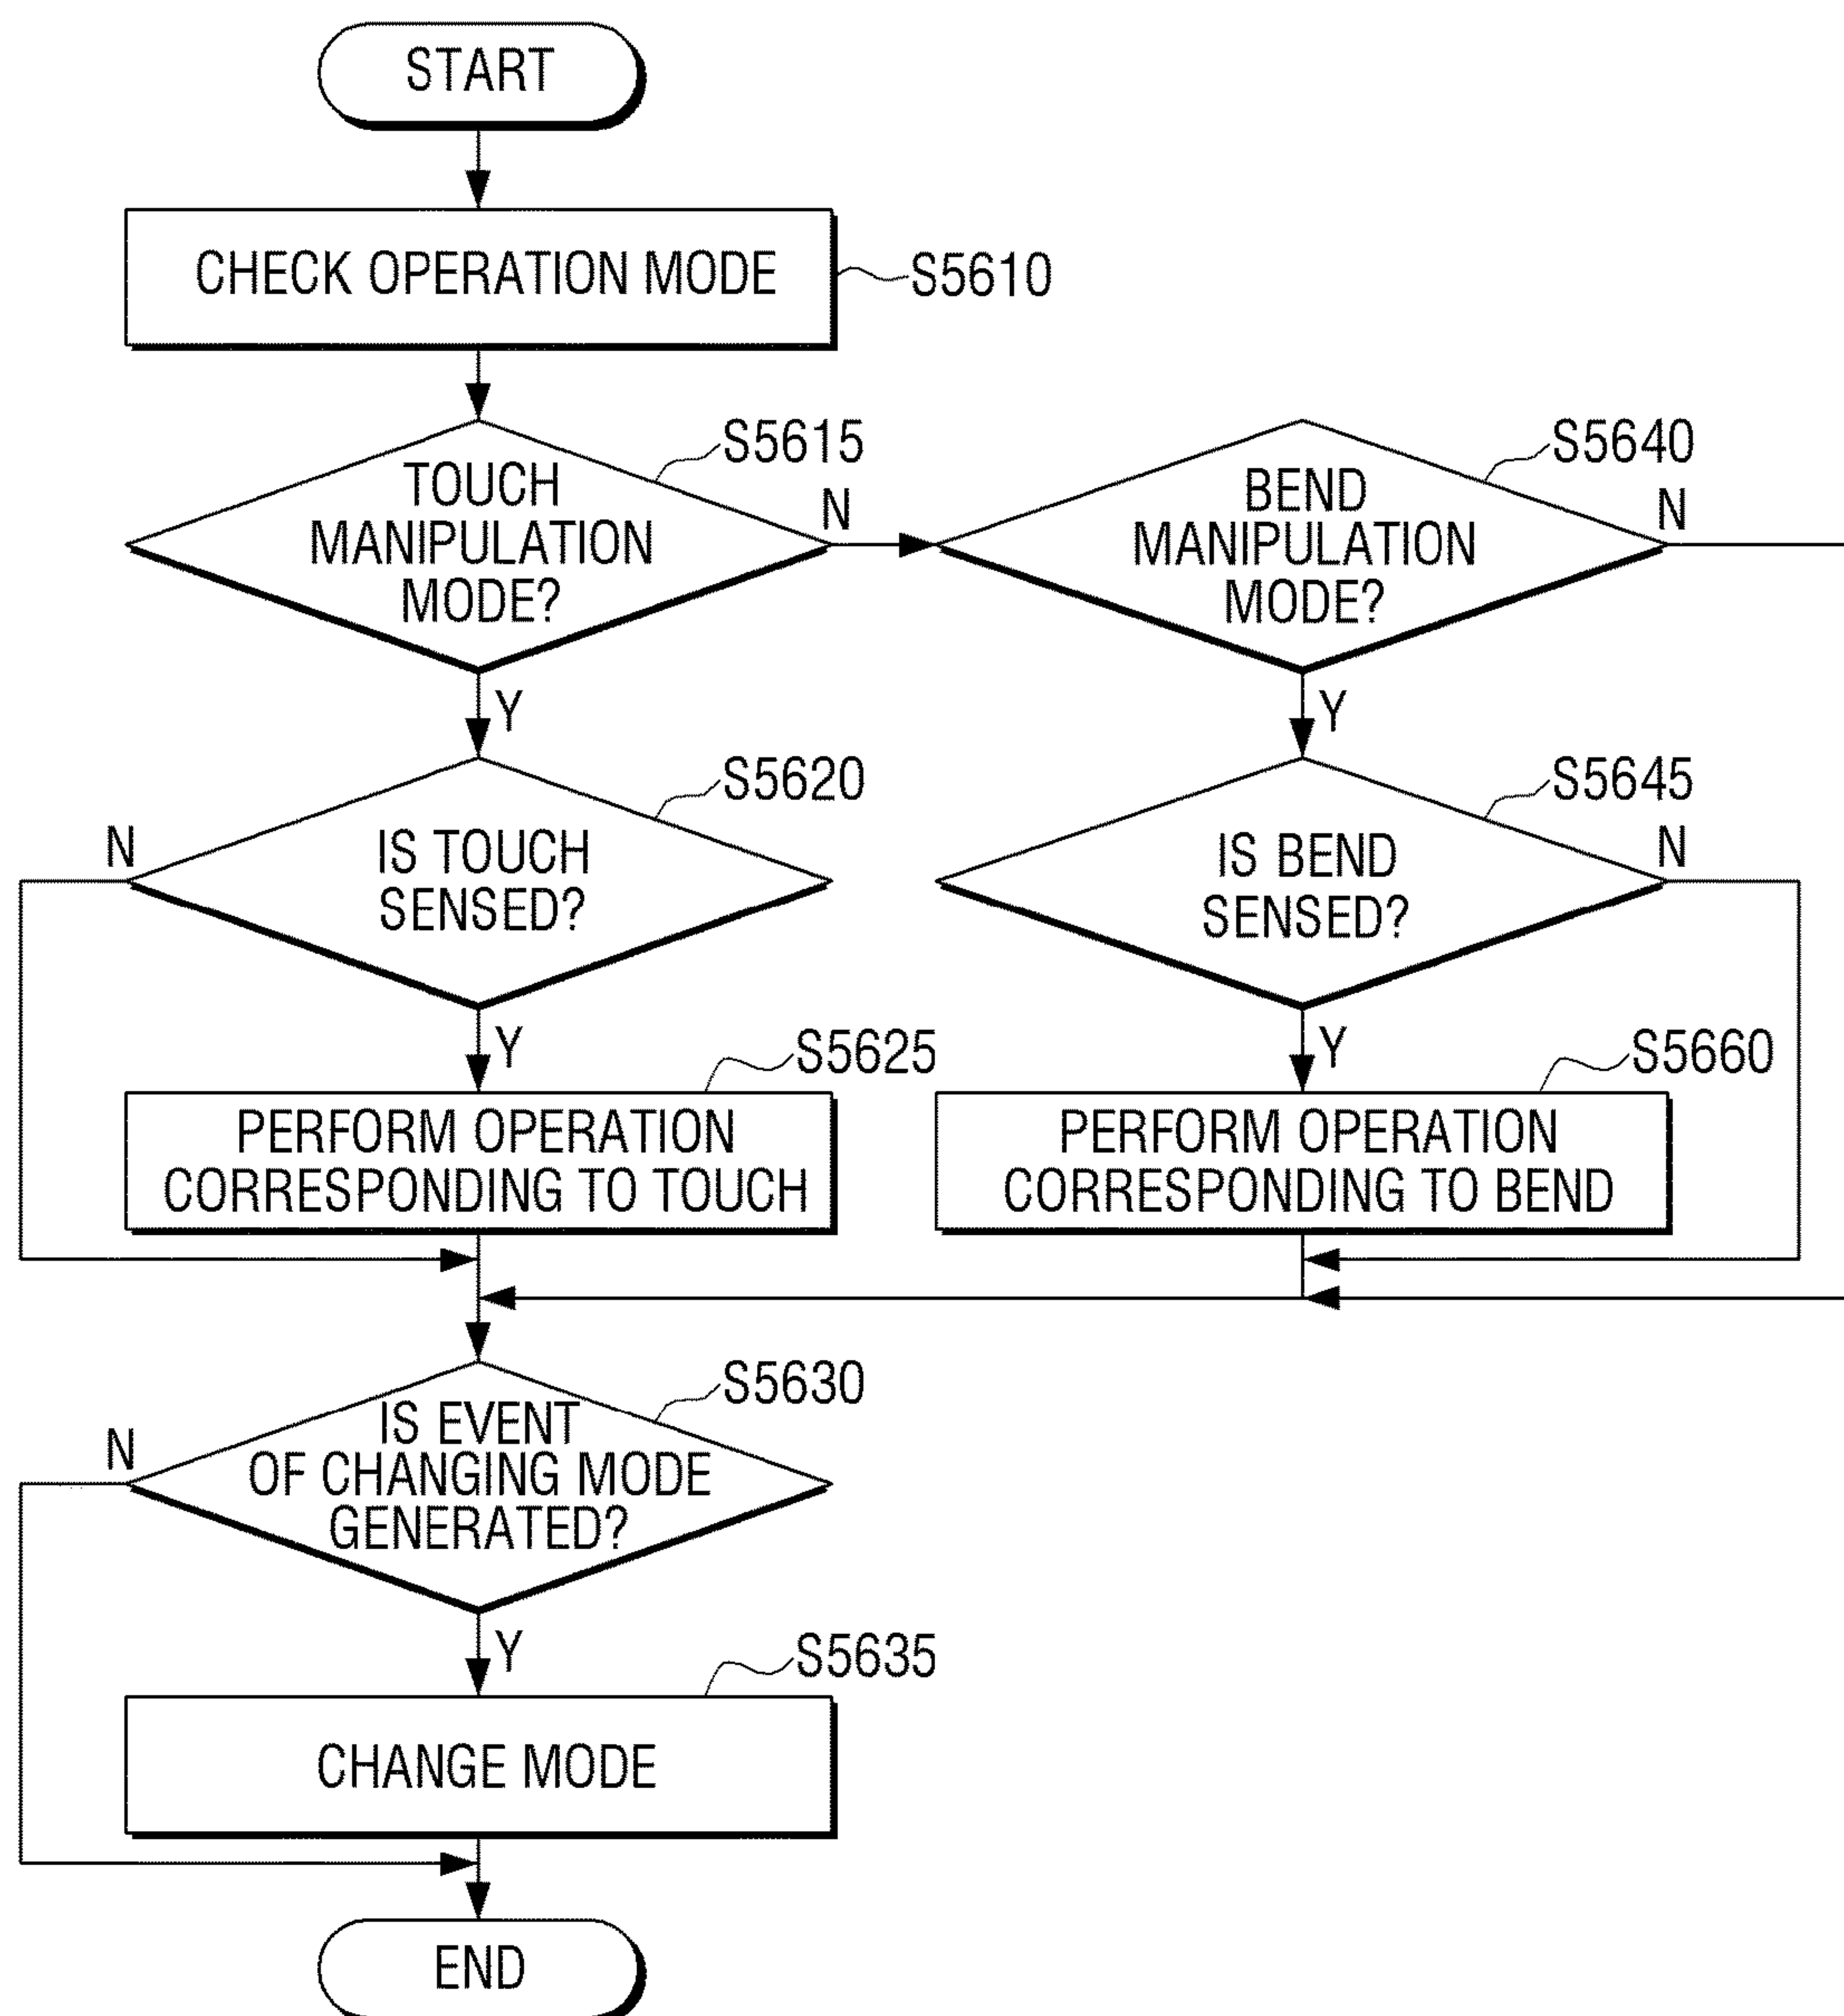 START
CHECK OPERATION MODE
S5610
S5615
TOUCH
MANIPULATION
MODE?
N
Y
S5640
BEND
MANIPULATION
MODE?
N
Y
S5620
IS TOUCH
SENSED?
N
Y
S5645
IS BEND
SENSED?
N
Y
S5625
PERFORM OPERATION
CORRESPONDING TO TOUCH
S5660
PERFORM OPERATION
CORRESPONDING TO BEND
S5630
IS EVENT
OF CHANGING MODE
GENERATED?
N
Y
S5635
CHANGE MODE
END